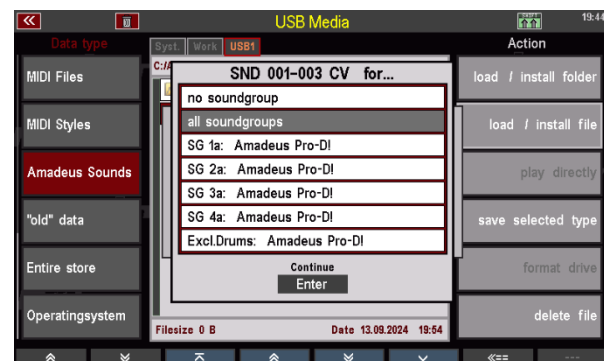 USB Media
19:44
Data type
Syst. Work USB1
Action
C:/A
SND 001-003 CV for...
MIDI Files
no soundgroup
load / install folder
all soundgroups
MIDI Styles
load / install file
SG 1a: Amadeus Pro-D!
Amadeus Sounds
SG 2a: Amadeus Pro-D!
play directly
SG 3a: Amadeus Pro-D!
"old" data
SG 4a: Amadeus Pro-D!
save selected type
Excl.Drums: Amadeus Pro-D!
Entire store
Continue
format drive
Enter
Operatingsystem
delete file
Filesize 0 B
Date 13.09.2024 19:54